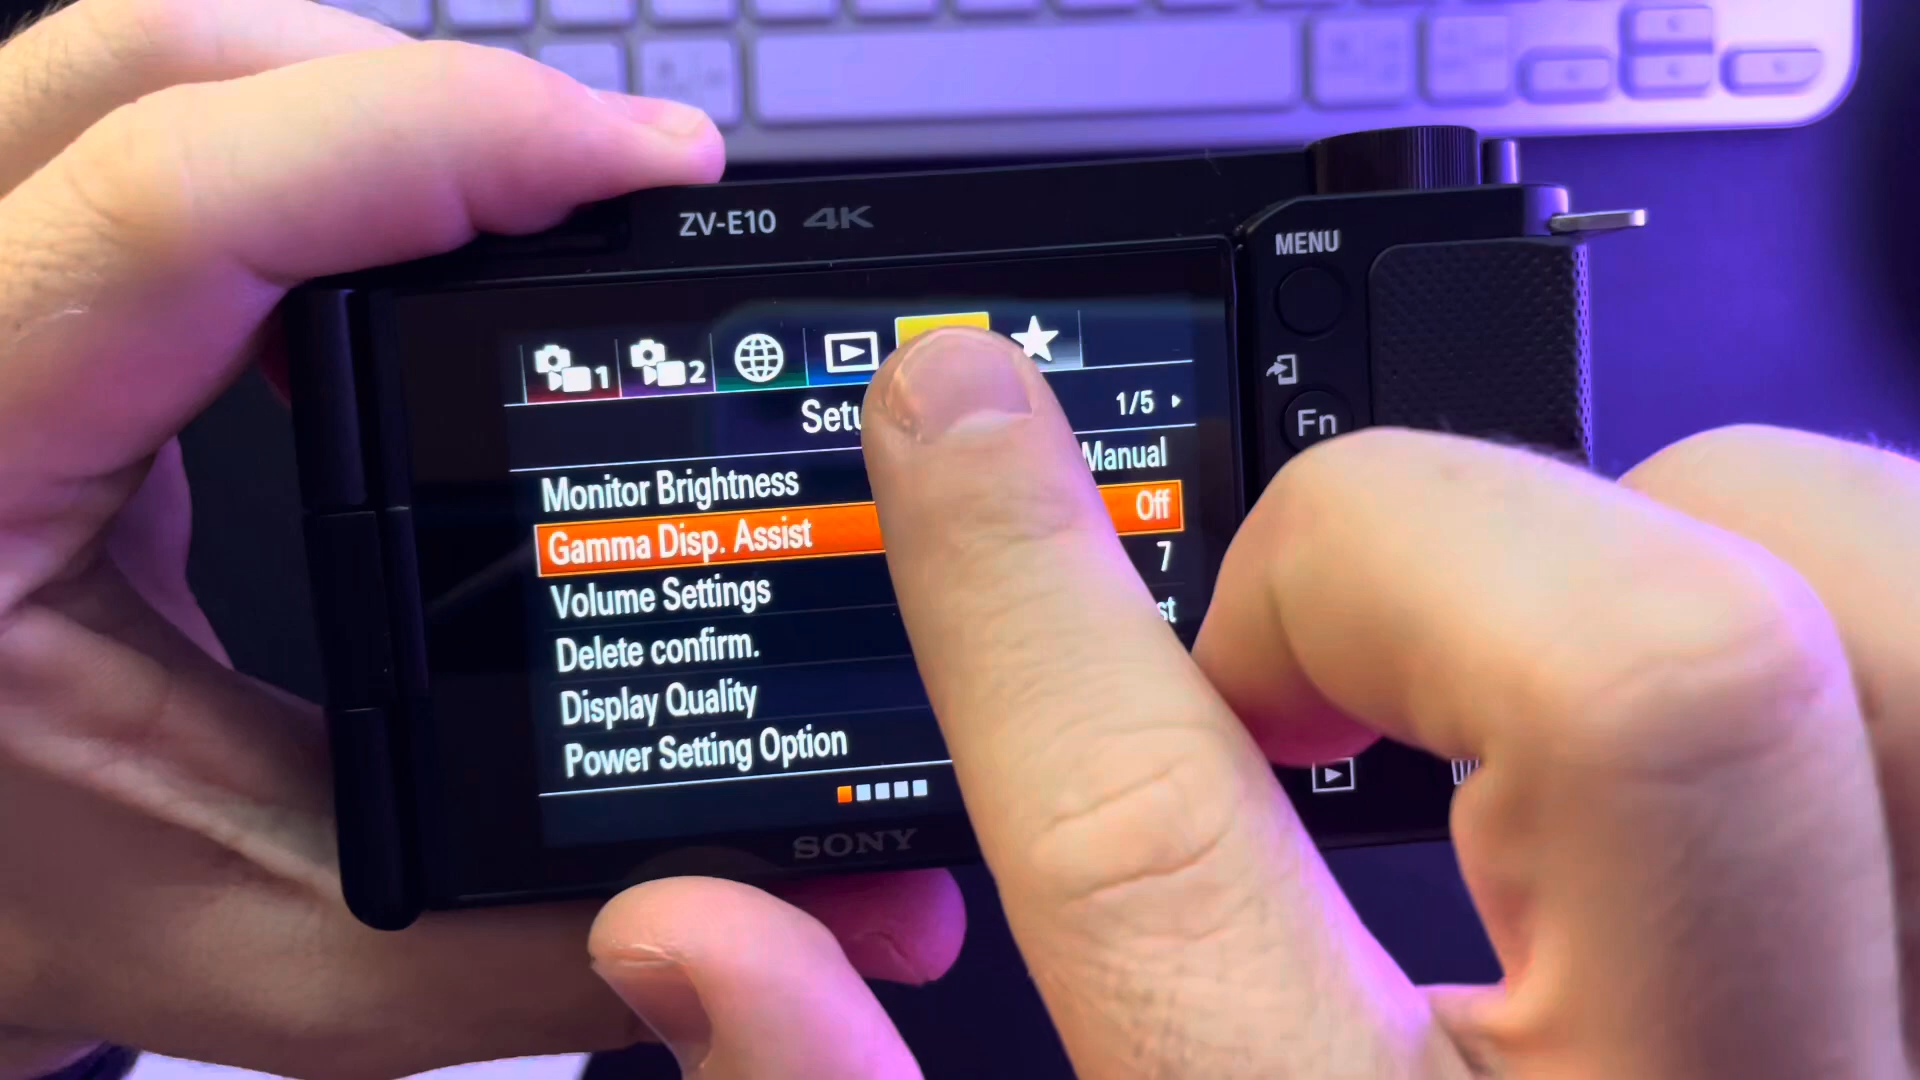 ZV-E10 4K
MENU
1 2
Setu
1/5
Fn
Monitor Brightness Manual
Gamma Disp. Assist Off
Volume Settings 7
Delete confirm. st
Display Quality
Power Setting Option
SONY